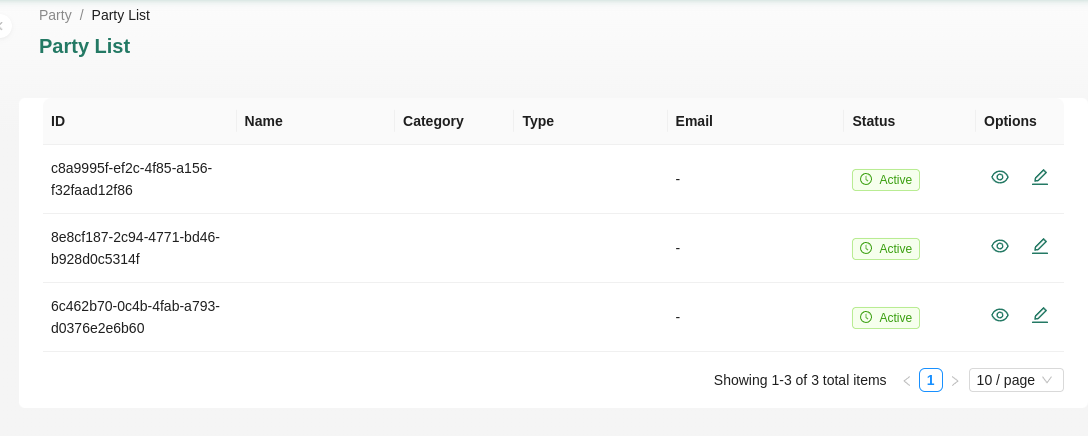 Party / Party List
Party List
ID Name Category Type Email Status Options
c8a9995f-ef2c-4f85-a156-
f32faad12f86
- Active
8e8cf187-2c94-4771-bd46-
b928d0c5314f
- Active
6c462b70-0c4b-4fab-a793-
d0376e2e6b60
- Active
Showing 1-3 of 3 total items < 1 > 10 / page